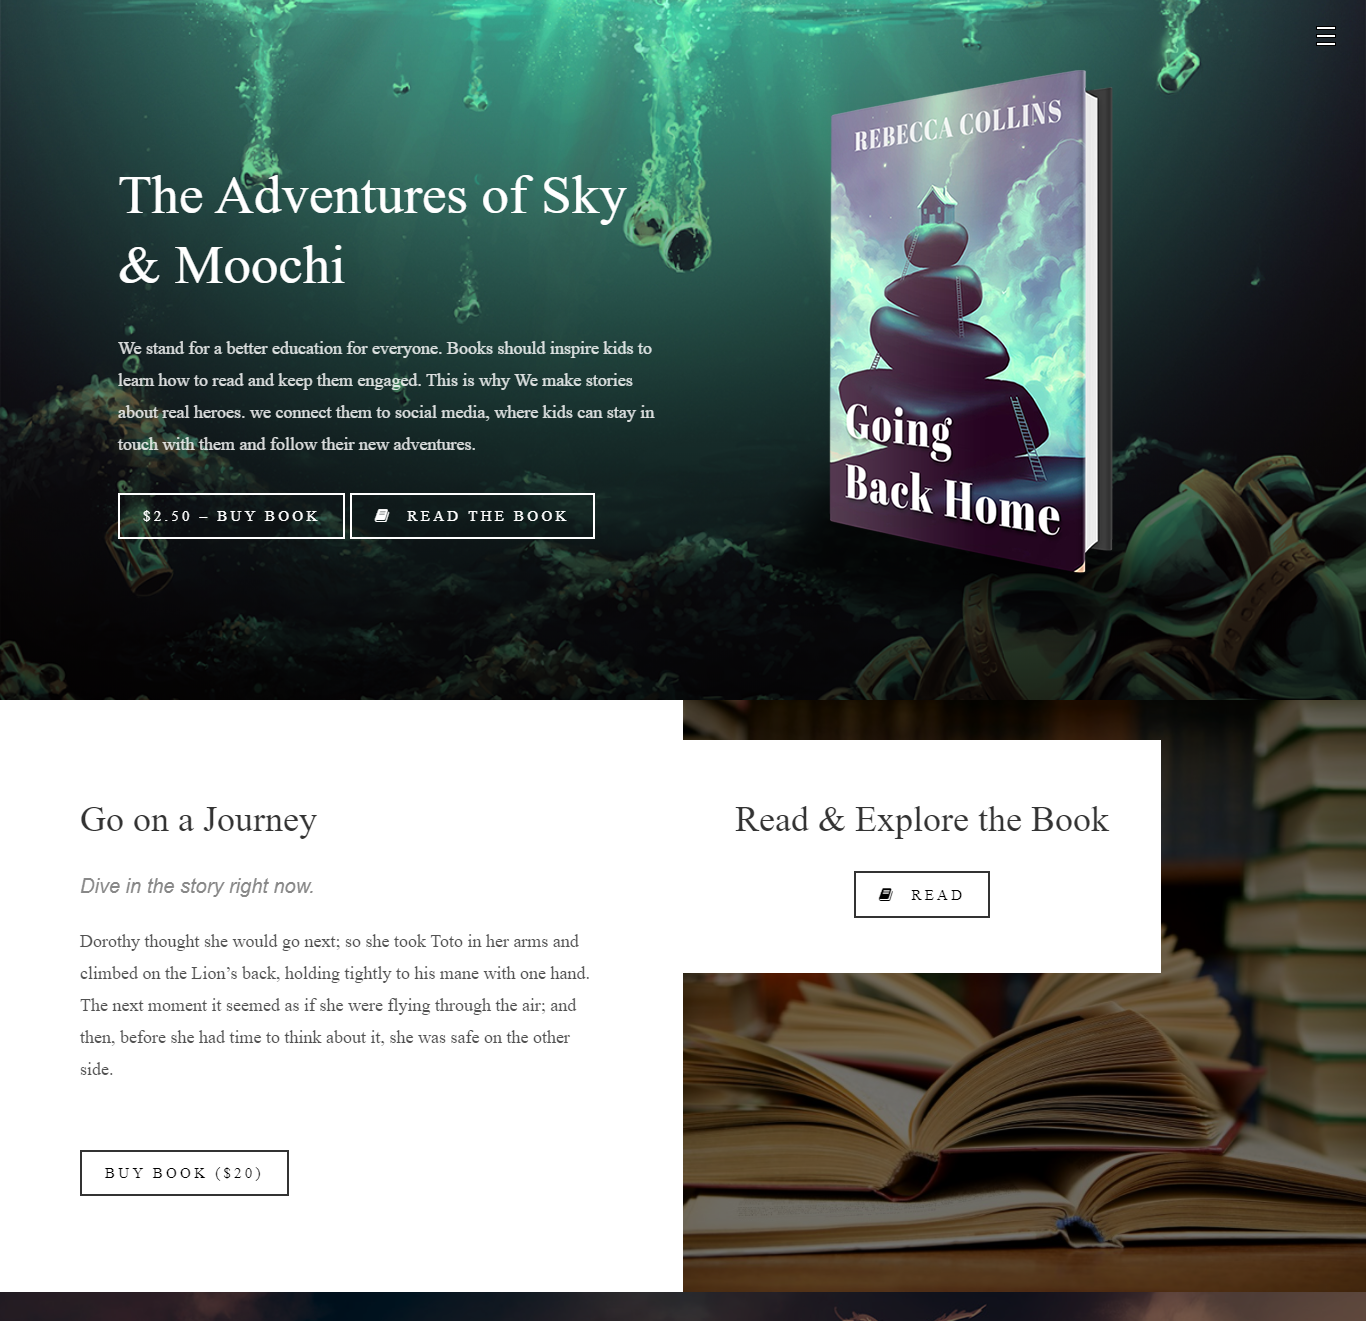 REBECCA COLLINS
The Adventures of Sky
& Moochi
We stand for a better education for everyone. Books should inspire kids to
learn how to read and keep them engaged. This is why We make stories
about real heroes. we connect them to social media, where kids can stay in
touch with them and follow their new adventures.
$2.50 – BUY BOOK
READ THE BOOK
Going
Back Home
Go on a Journey
Dive in the story right now.
Dorothy thought she would go next; so she took Toto in her arms and
climbed on the Lion’s back, holding tightly to his mane with one hand.
The next moment it seemed as if she were flying through the air; and
then, before she had time to think about it, she was safe on the other
side.
BUY BOOK ($20)
Read & Explore the Book
READ